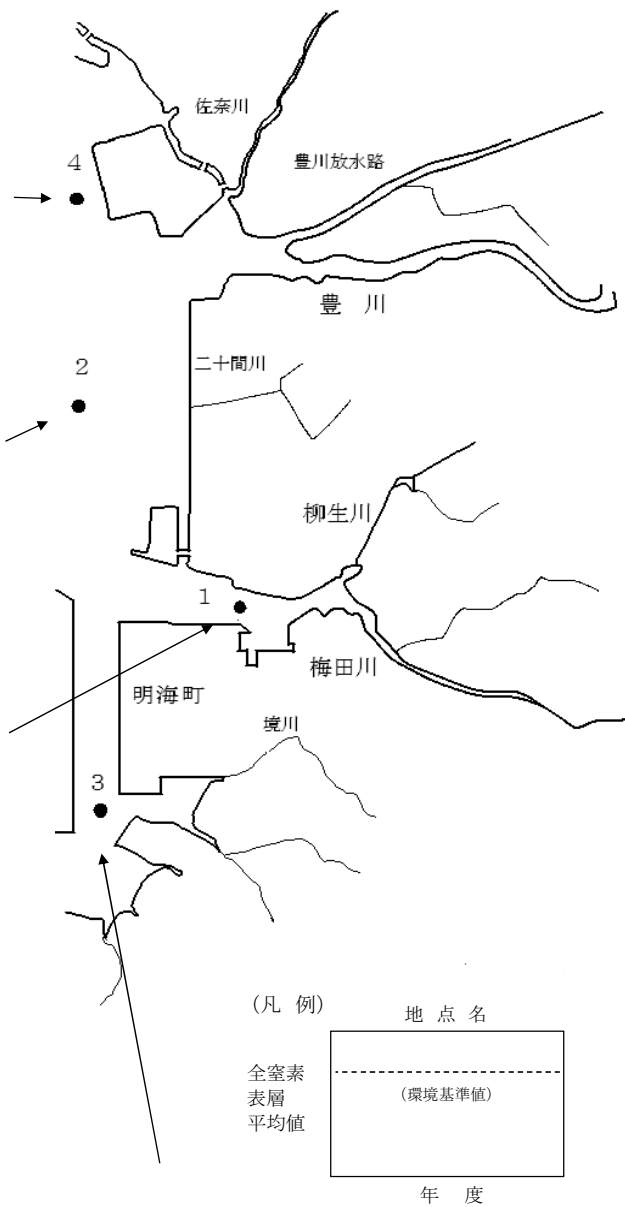 佐奈川
豊川放水路
4
豊 川
2
二十間川
柳生川
1
梅田川
明海町
境川
3
(凡 例)
地 点 名
全窒素
表層
平均値
(環境基準値)
年 度